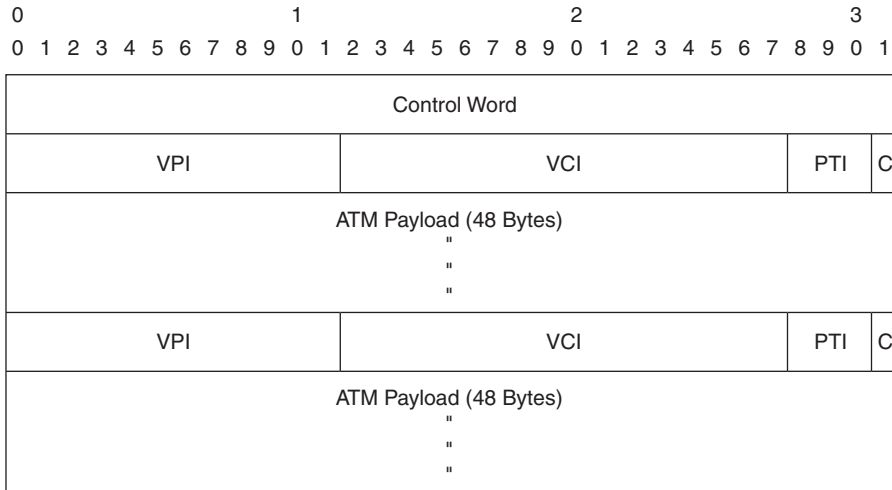 0 1 2 3
0 1 2 3 4 5 6 7 8 9 0 1 2 3 4 5 6 7 8 9 0 1 2 3 4 5 6 7 8 9 0 1
Control Word
VPI VCI PTI C
ATM Payload (48 Bytes)
"
"
"
VPI VCI PTI C
ATM Payload (48 Bytes)
"
"
"